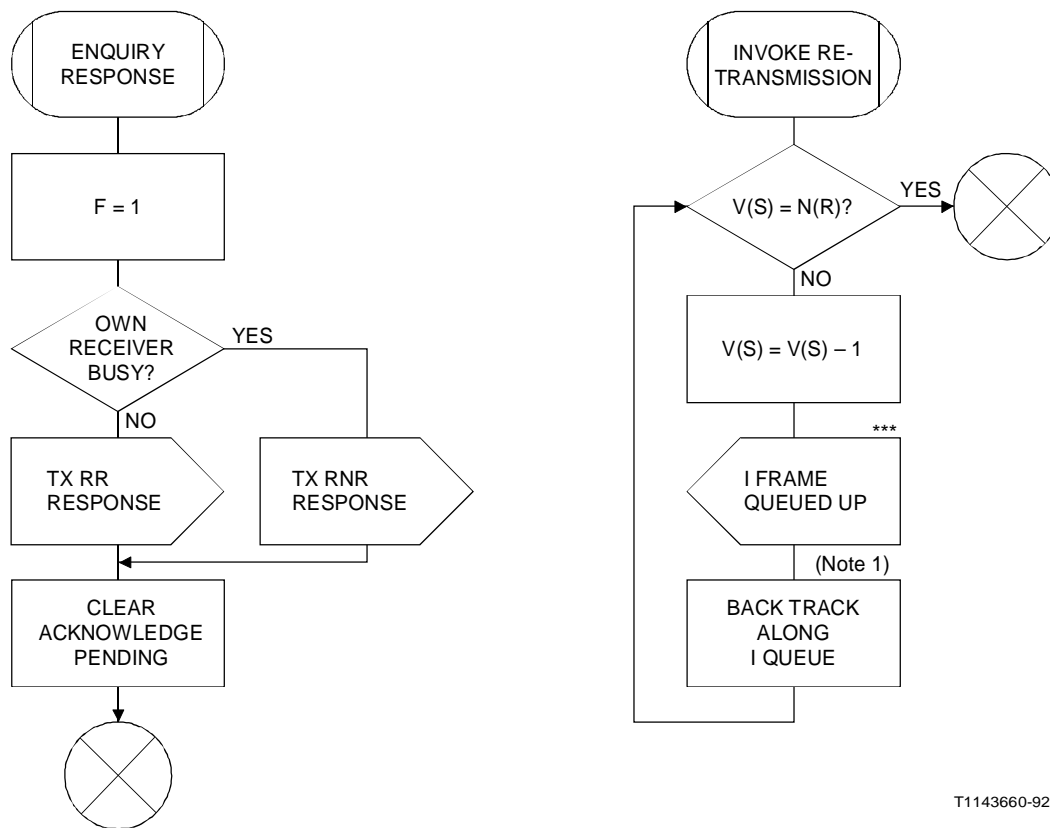 ENQUIRY
RESPONSE
F = 1
OWN
RECEIVER
BUSY?
YES
NO
TX RR
RESPONSE
TX RNR
RESPONSE
CLEAR
ACKNOWLEDGE
PENDING
INVOKE RE-
TRANSMISSION
V(S) = N(R)?
YES
NO
V(S) = V(S) – 1
***
I FRAME
QUEUED UP
(Note 1)
BACK TRACK
ALONG
I QUEUE
T1143660-92